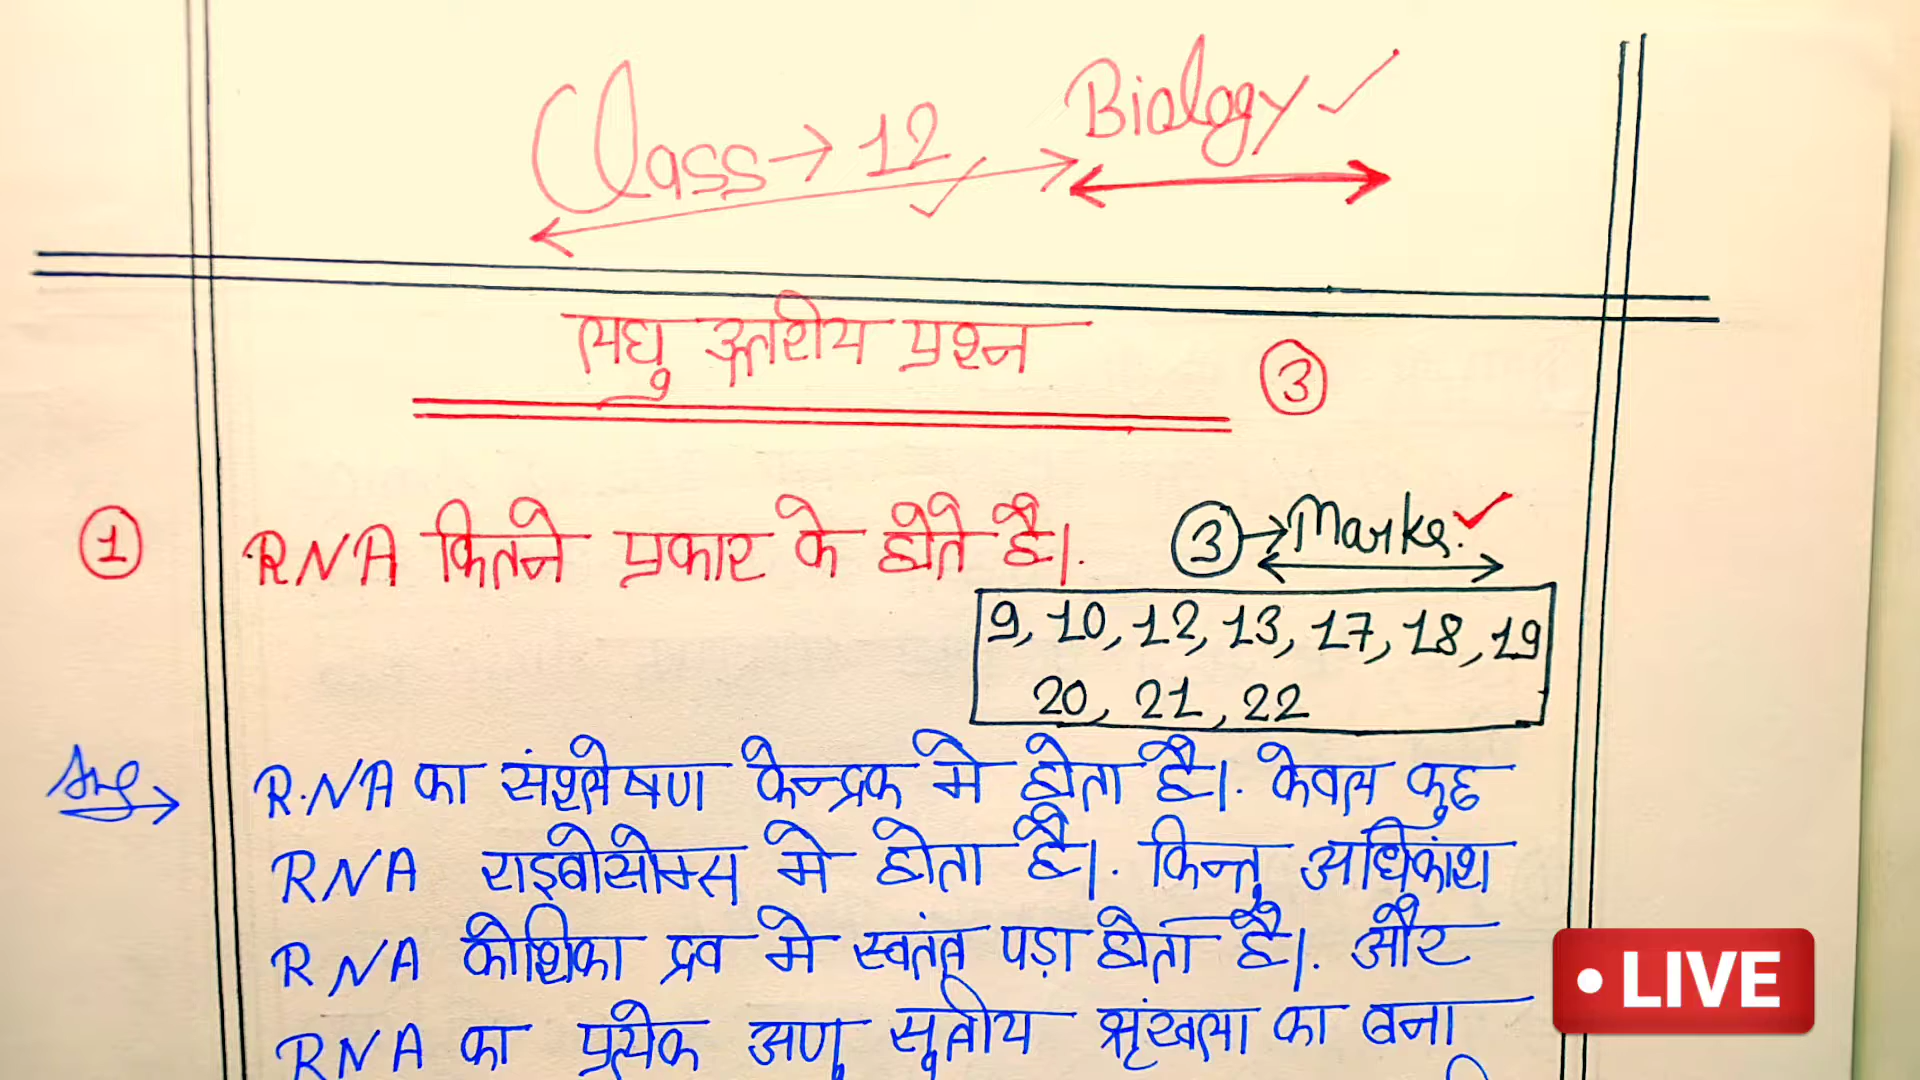 Class → 12 Biology
लघु उत्तरीय प्रश्न 3
1 RNA कितने प्रकार के होते है। 3 → Marks.
9, 10, 12, 13, 17, 18, 19
20, 21, 22
Ans RNA का संश्लेषण केन्द्रक मे होता है। केवल कुछ
RNA राइबोसोम्स मे होता है। किन्तु अधिकांश
RNA कोशिका द्रव मे स्वतंत्र पड़ा होता है। और
RNA का प्रत्येक अणु सूत्रीय श्रृंखला का बना
LIVE